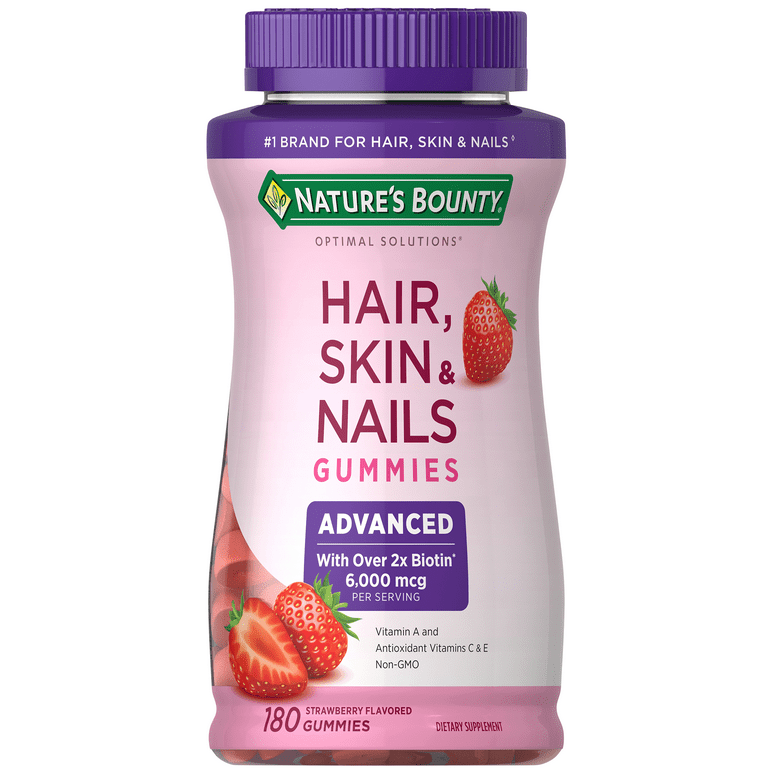 #1 BRAND FOR HAIR, SKIN & NAILS◊
NATURE'S BOUNTY®
OPTIMAL SOLUTIONS®
HAIR,
SKIN &
NAILS
GUMMIES
ADVANCED
With Over 2x Biotin*
6,000 mcg
PER SERVING
Vitamin A and
Antioxidant Vitamins C & E
Non-GMO
180 STRAWBERRY FLAVORED
GUMMIES
DIETARY SUPPLEMENT